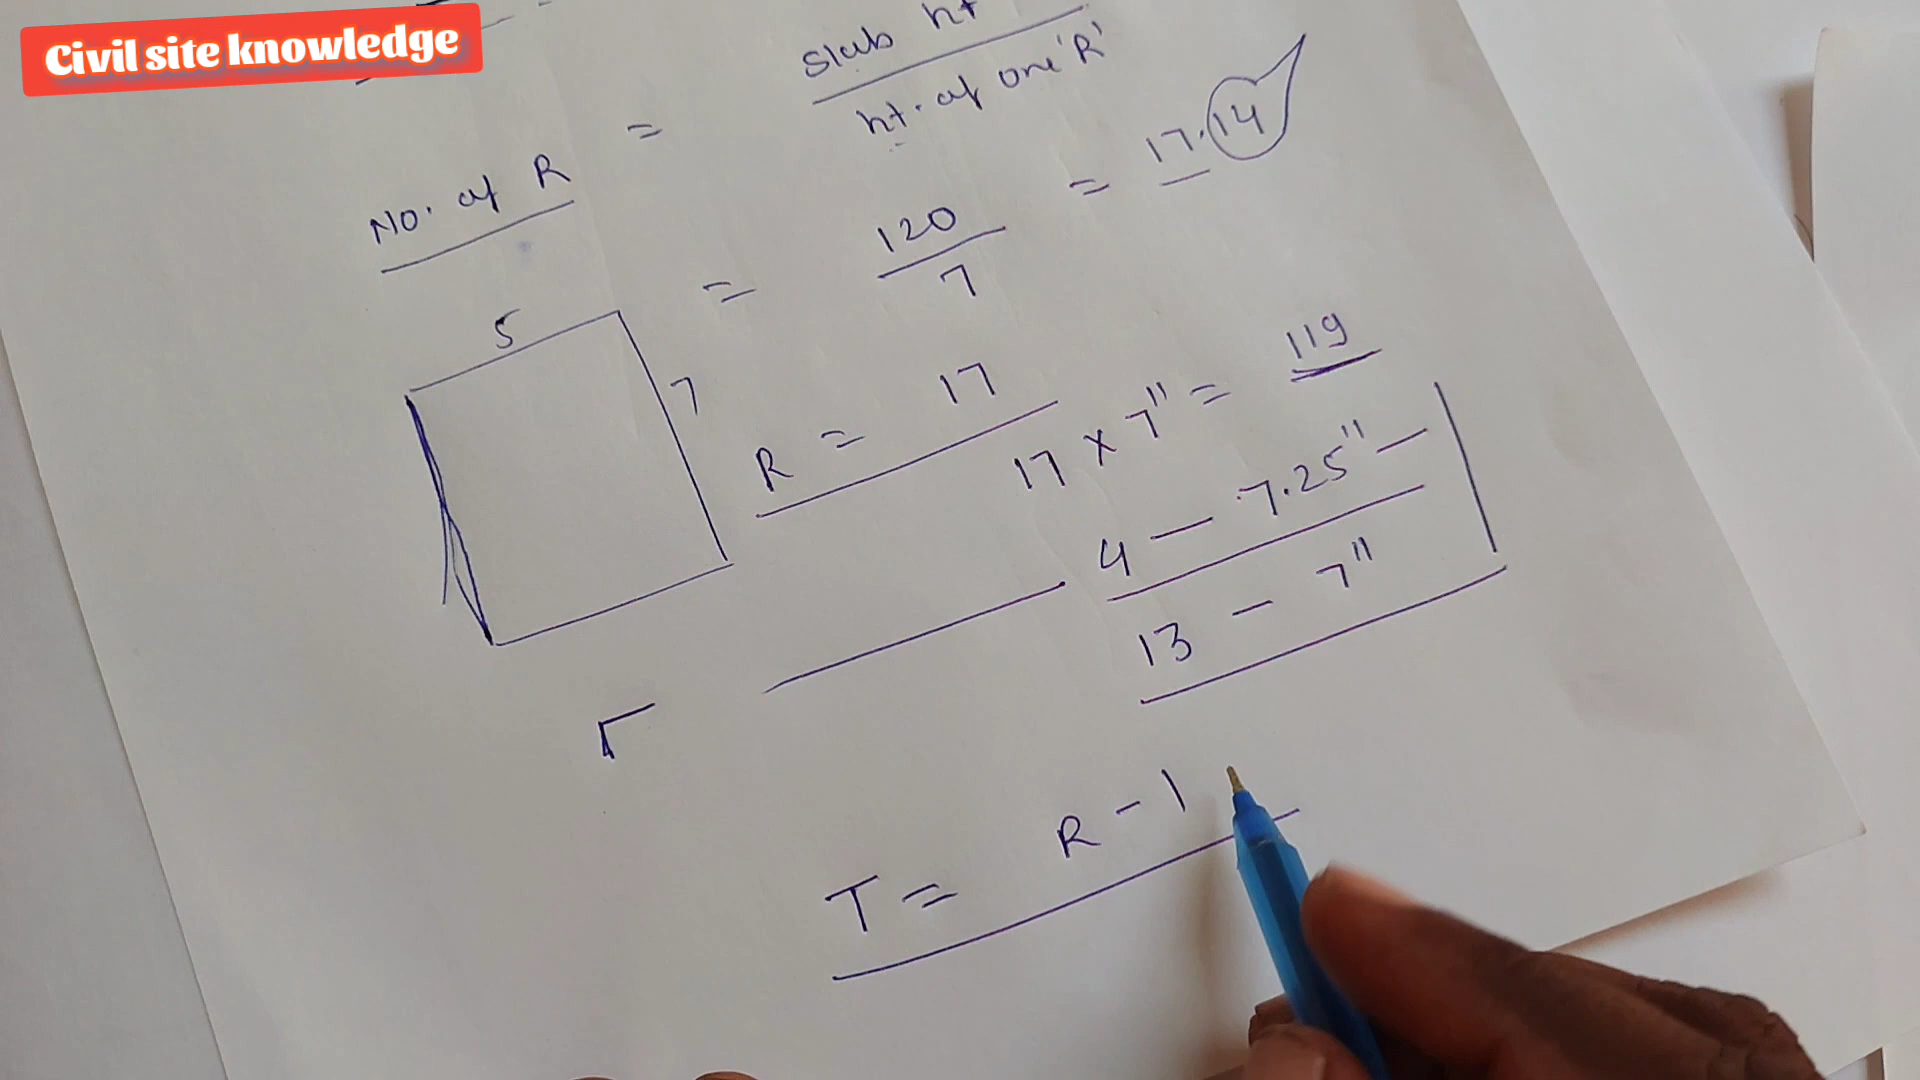 Civil site knowledge
slab ht
No. of R = ht. of one 'R'
= 120 = 17.14
7
5
7
R = 17
17 x 7" = 119
4 — 7.25" —
13 — 7"
T = R - 1